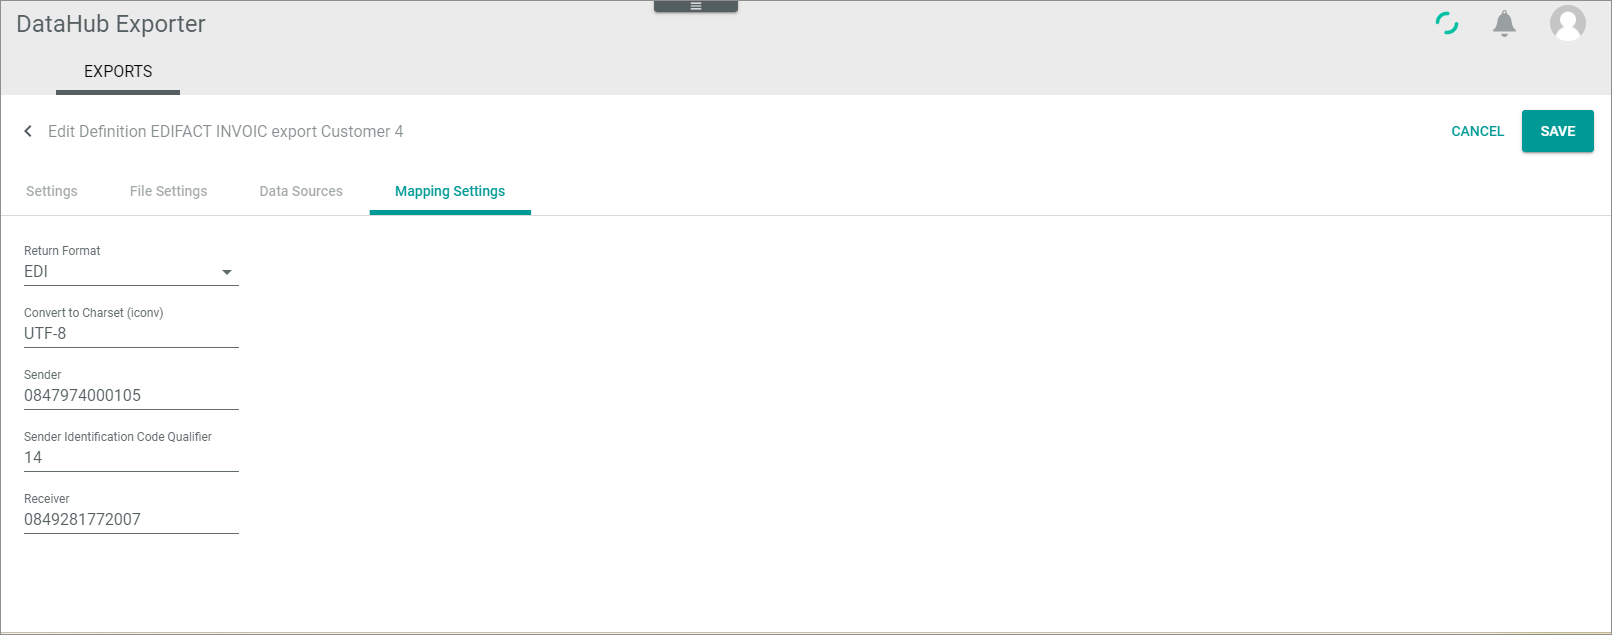 DataHub Exporter
EXPORTS
Edit Definition EDIFACT INVOIC export Customer 4
CANCEL
SAVE
Settings
File Settings
Data Sources
Mapping Settings
Return Format
EDI
Convert to Charset (iconv)
UTF-8
Sender
0847974000105
Sender Identification Code Qualifier
14
Receiver
0849281772007